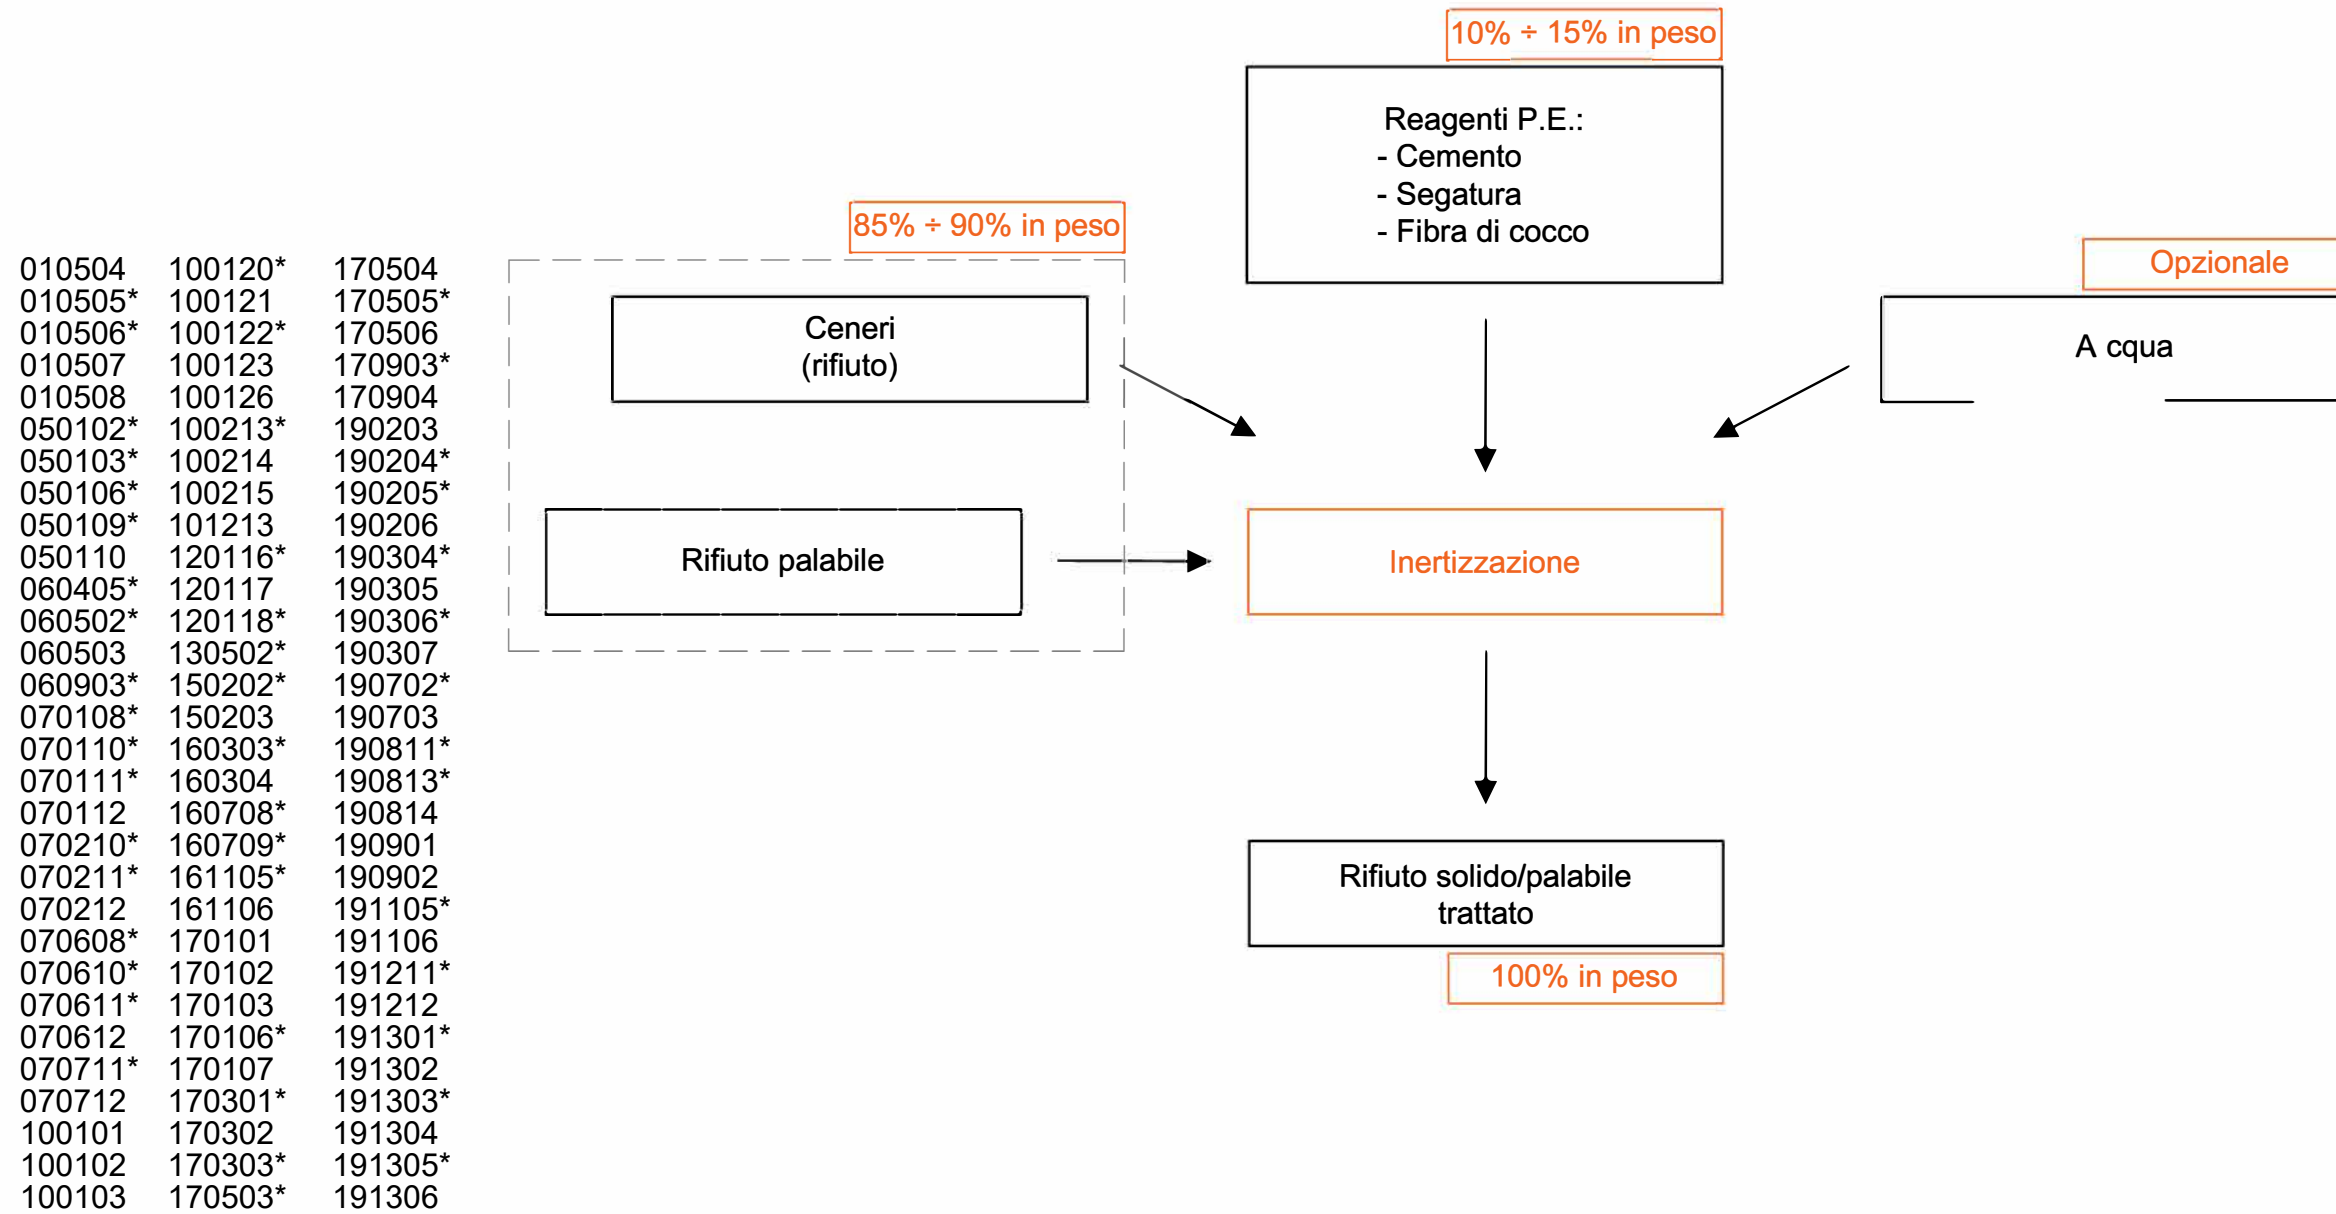 10% ÷ 15% in peso
Reagenti P.E.:
- Cemento
- Segatura
- Fibra di cocco
85% ÷ 90% in peso
Opzionale
010504 100120* 170504
010505* 100121 170505*
010506* 100122* 170506
010507 100123 170903*
010508 100126 170904
050102* 100213* 190203
050103* 100214 190204*
050106* 100215 190205*
050109* 101213 190206
050110 120116* 190304*
060405* 120117 190305
060502* 120118* 190306*
060503 130502* 190307
060903* 150202* 190702*
070108* 150203 190703
070110* 160303* 190811*
070111* 160304 190813*
070112 160708* 190814
070210* 160709* 190901
070211* 161105* 190902
070212 161106 191105*
070608* 170101 191106
070610* 170102 191211*
070611* 170103 191212
070612 170106* 191301*
070711* 170107 191302
070712 170301* 191303*
100101 170302 191304
100102 170303* 191305*
100103 170503* 191306
Ceneri
(rifiuto)
A cqua
Rifiuto palabile
Inertizzazione
Rifiuto solido/palabile
trattato
100% in peso